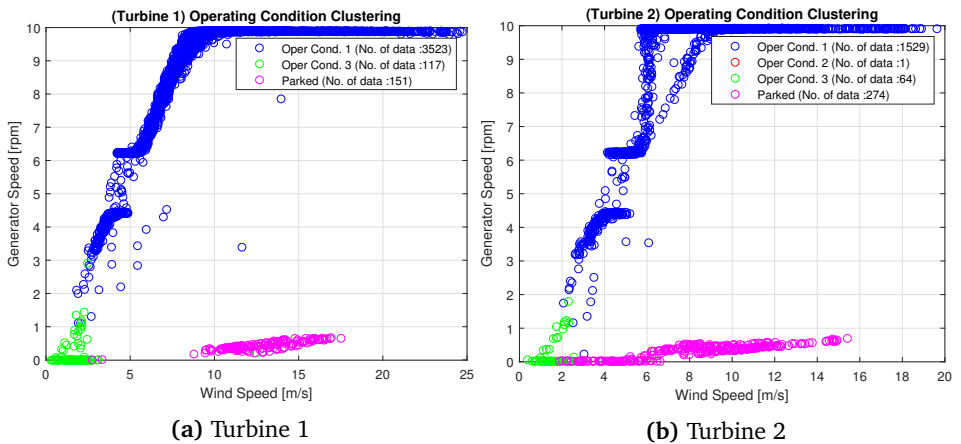 (Turbine 1) Operating Condition Clustering
10
9
8
7
6
5
4
3
2
1
0
Generator Speed [rpm]
Oper Cond. 1 (No. of data :3523)
Oper Cond. 3 (No. of data :117)
Parked (No. of data :151)
0 5 10 15 20 25
Wind Speed [m/s]
(a) Turbine 1
(Turbine 2) Operating Condition Clustering
10
9
8
7
6
5
4
3
2
1
0
Generator Speed [rpm]
Oper Cond. 1 (No. of data :1529)
Oper Cond. 2 (No. of data :1)
Oper Cond. 3 (No. of data :64)
Parked (No. of data :274)
0 2 4 6 8 10 12 14 16 18 20
Wind Speed [m/s]
(b) Turbine 2